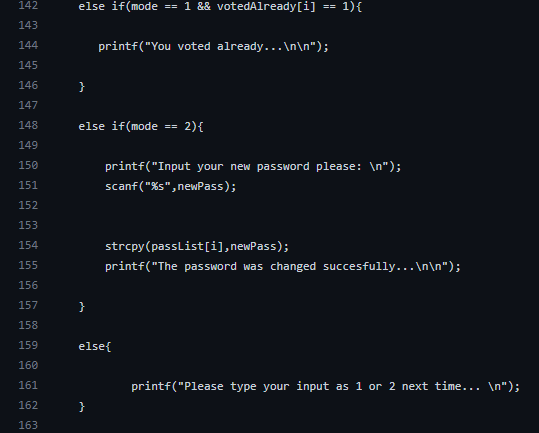 142 else if(mode == 1 && votedAlready[i] == 1){
143
144 printf("You voted already...\n\n");
145
146 }
147
148 else if(mode == 2){
149
150 printf("Input your new password please: \n");
151 scanf("%s",newPass);
152
153
154 strcpy(passList[i],newPass);
155 printf("The password was changed succesfully...\n\n");
156
157 }
158
159 else{
160
161 printf("Please type your input as 1 or 2 next time... \n");
162 }
163